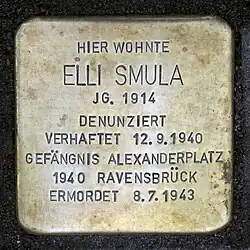 HIER WOHNTE
ELLI SMULA
JG. 1914
DENUNZIERT
VERHAFTET 12.9.1940
GEFÄNGNIS ALEXANDERPLATZ
1940 RAVENSBRÜCK
ERMORDET 8.7.1943